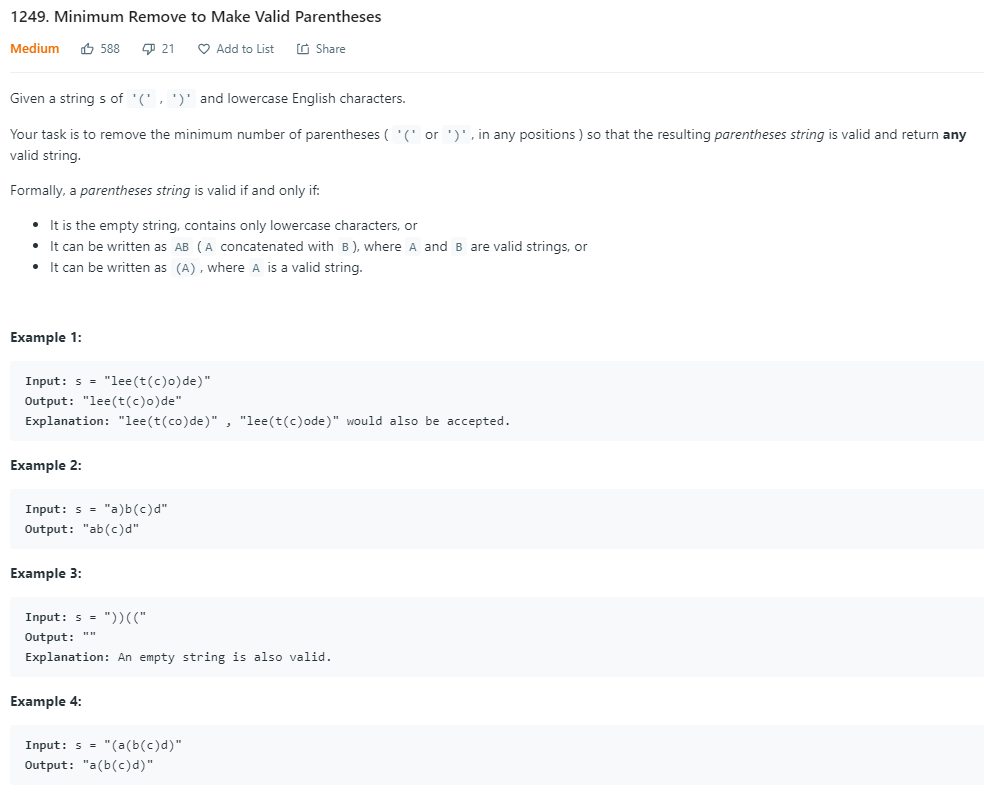 1249. Minimum Remove to Make Valid Parentheses
Medium 588 21 Add to List Share
Given a string s of '(' , ')' and lowercase English characters.
Your task is to remove the minimum number of parentheses ( '(' or ')', in any positions ) so that the resulting parentheses string is valid and return any
valid string.
Formally, a parentheses string is valid if and only if:
• It is the empty string, contains only lowercase characters, or
• It can be written as AB (A concatenated with B), where A and B are valid strings, or
• It can be written as (A), where A is a valid string.
Example 1:
Input: s = "lee(t(c)o)de)"
Output: "lee(t(c)o)de"
Explanation: "lee(t(co)de)" , "lee(t(c)ode)" would also be accepted.
Example 2:
Input: s = "a)b(c)d"
Output: "ab(c)d"
Example 3:
Input: s = "))(("
Output: ""
Explanation: An empty string is also valid.
Example 4:
Input: s = "(a(b(c)d)"
Output: "a(b(c)d)"